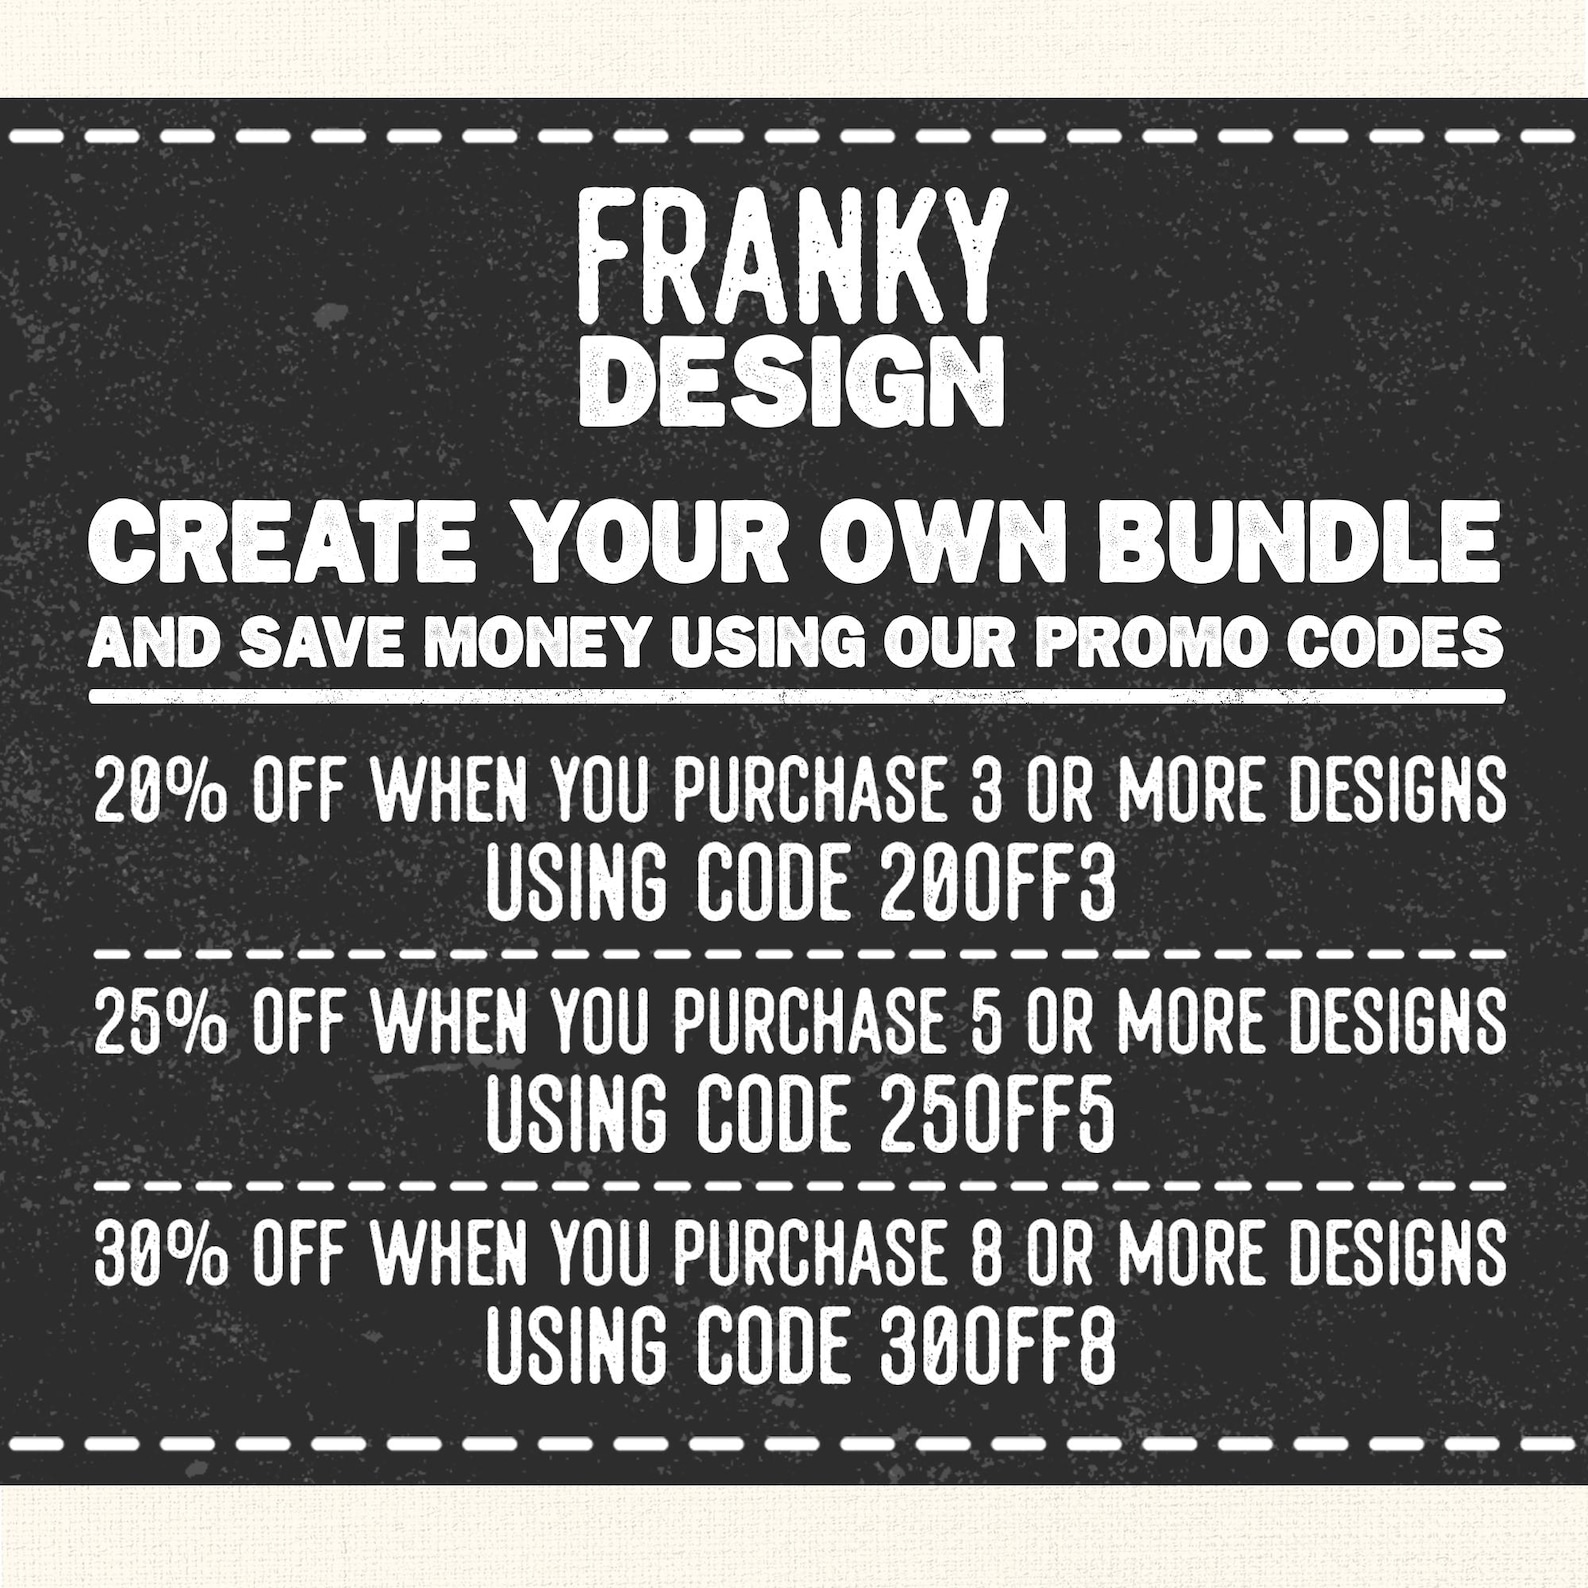 FRANKY
DESIGN
CREATE YOUR OWN BUNDLE
AND SAVE MONEY USING OUR PROMO CODES
20% OFF WHEN YOU PURCHASE 3 OR MORE DESIGNS
USING CODE 20OFF3
25% OFF WHEN YOU PURCHASE 5 OR MORE DESIGNS
USING CODE 25OFF5
30% OFF WHEN YOU PURCHASE 8 OR MORE DESIGNS
USING CODE 30OFF8